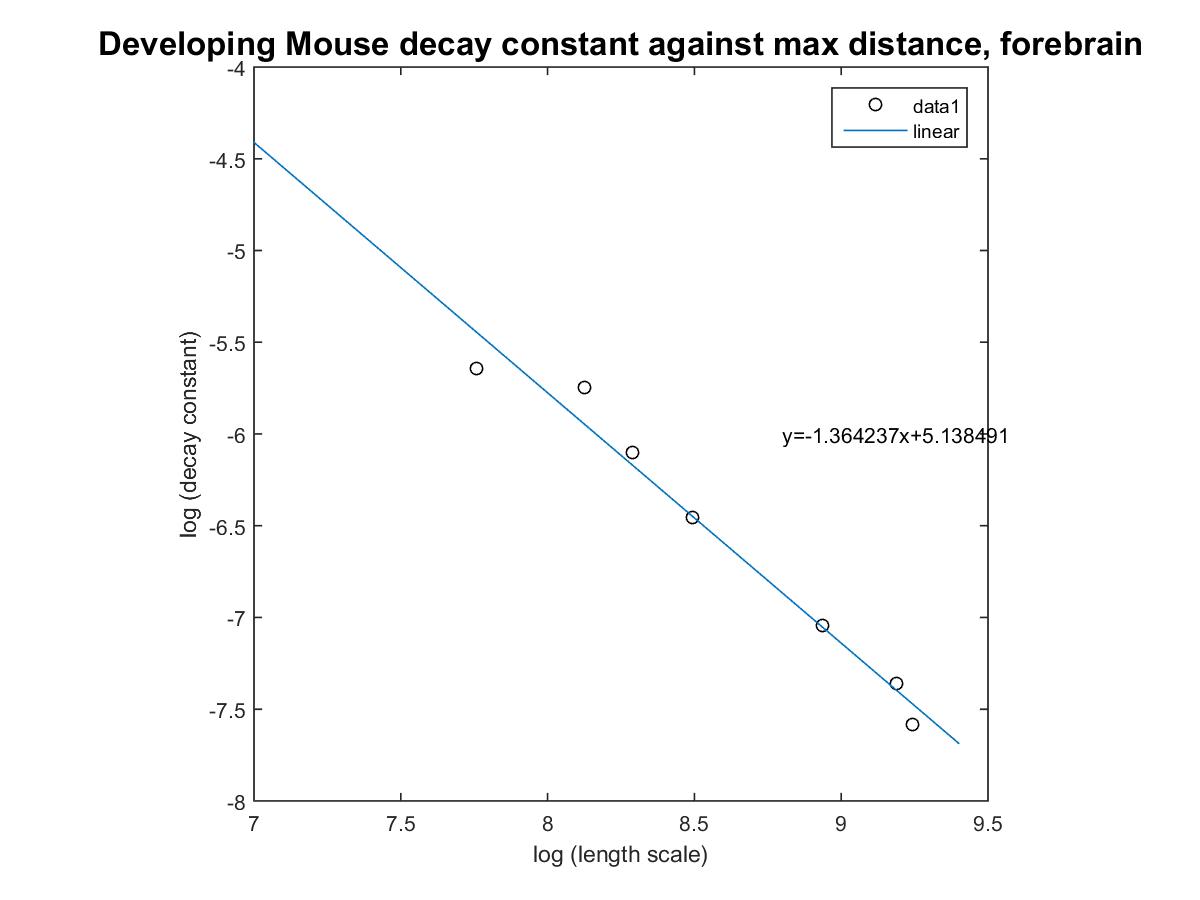 Developing Mouse decay constant against max distance, forebrain
-4
-4.5
-5
-5.5
-6
-6.5
-7
-7.5
-8
log (decay constant)
data1
linear
y=-1.364237x+5.138491
7
7.5
8
8.5
9
9.5
log (length scale)